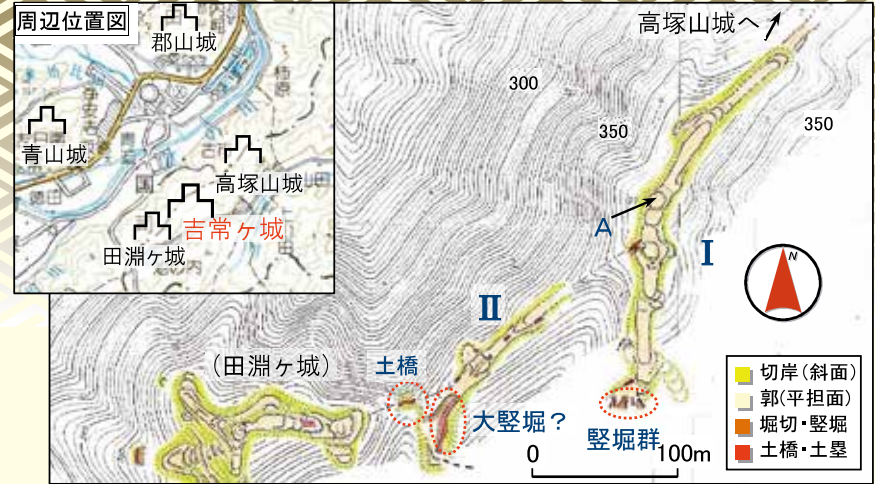 周辺位置図
郡山城
青山城
高塚山城
吉常ヶ城
田淵ヶ城
国
高塚山城へ
300
350
350
A
Ⅰ
Ⅱ
N
(田淵ヶ城)
土橋
大竪堀？
竪堀群
0 100m
切岸(斜面)
郭(平担面)
堀切・竪堀
土橋・土塁